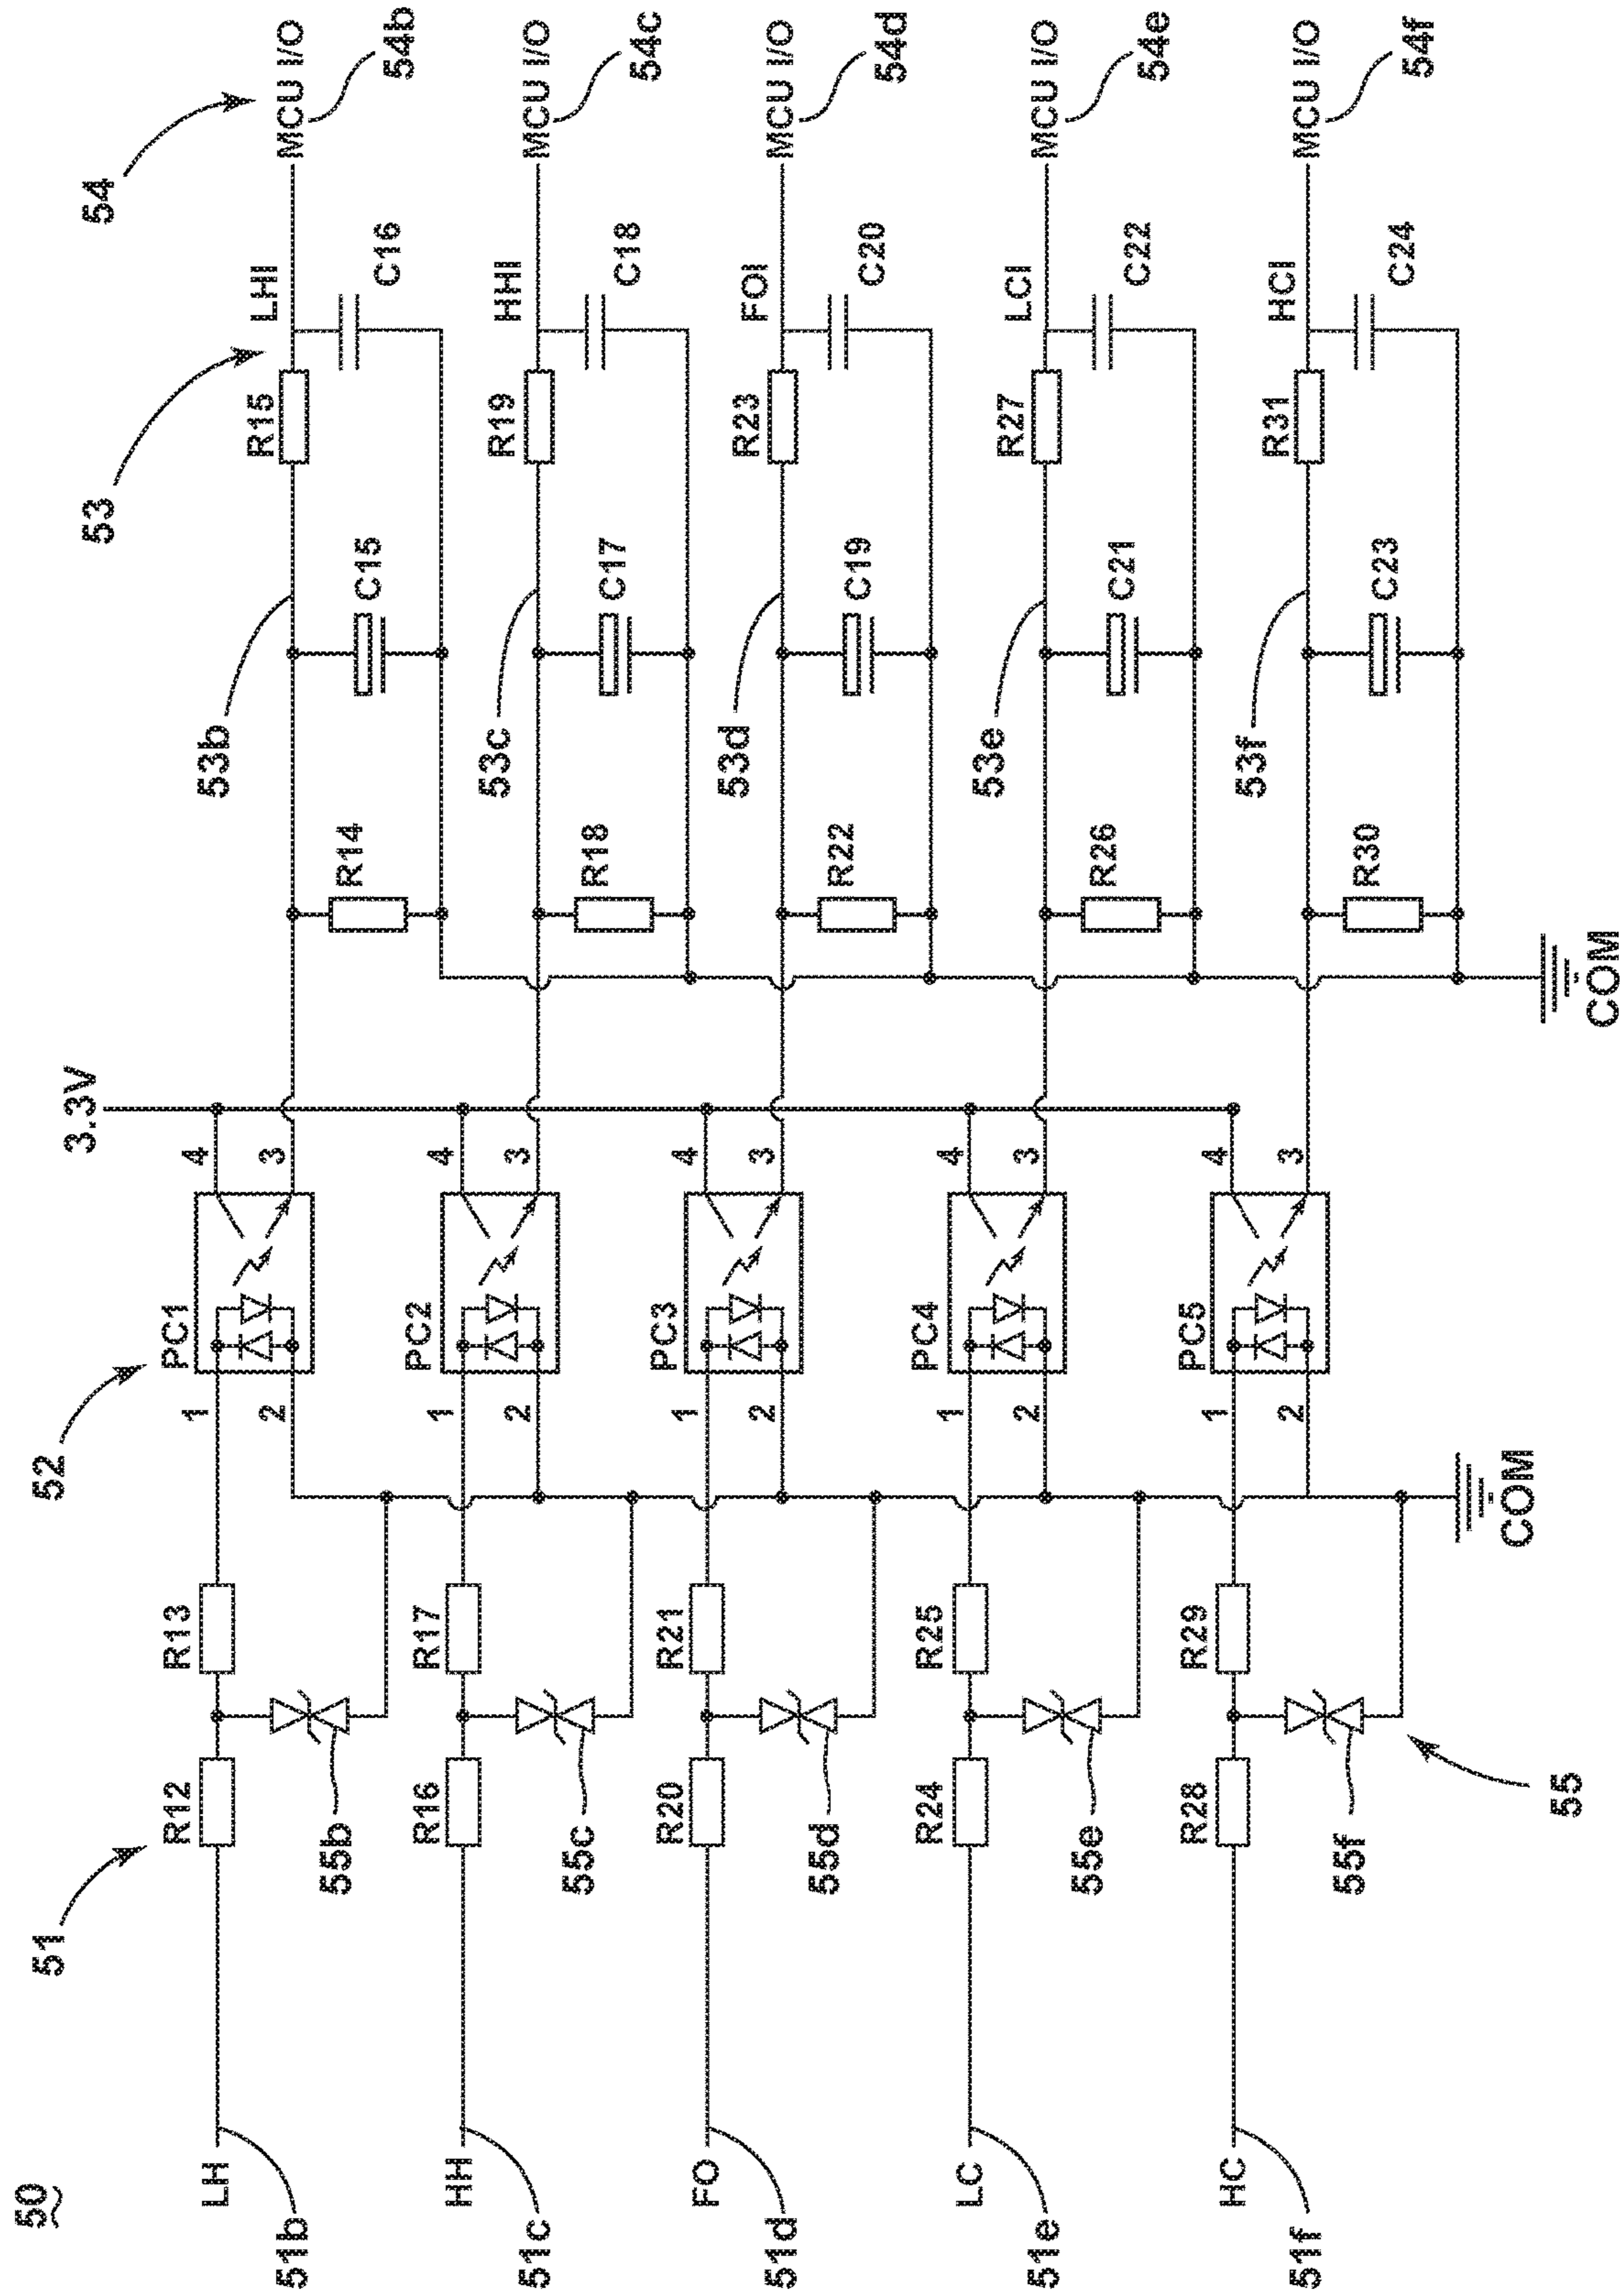 50
51
52
53
54
3.3V
LH
51b
R12
R13
55b
1
2
PC1
4
3
R14
53b
C15
R15
LHI
C16
MCU I/O
54b
HH
51c
R16
R17
55c
1
2
PC2
4
3
R18
53c
C17
R19
HHI
C18
MCU I/O
54c
FO
51d
R20
R21
55d
1
2
PC3
4
3
R22
53d
C19
R23
FOI
C20
MCU I/O
54d
LC
51e
R24
R25
55e
1
2
PC4
4
3
R26
53e
C21
R27
LCI
C22
MCU I/O
54e
HC
51f
R28
R29
55f
1
2
PC5
4
3
R30
53f
C23
R31
HCI
C24
MCU I/O
54f
55
COM
COM